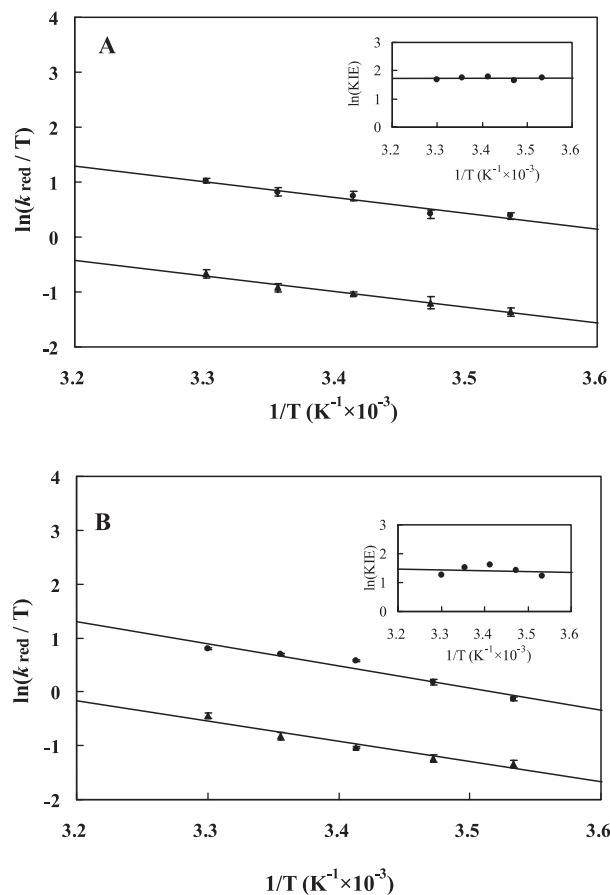 A
4
3
2
1
0
-1
-2
ln(k red / T)
3.2 3.3 3.4 3.5 3.6
1/T (K⁻¹×10⁻³)
3
2
1
0
ln(KIE)
3.2 3.3 3.4 3.5 3.6
1/T (K⁻¹×10⁻³)
B
4
3
2
1
0
-1
-2
ln(k red / T)
3.2 3.3 3.4 3.5 3.6
1/T (K⁻¹×10⁻³)
3
2
1
0
ln(KIE)
3.2 3.3 3.4 3.5 3.6
1/T (K⁻¹×10⁻³)